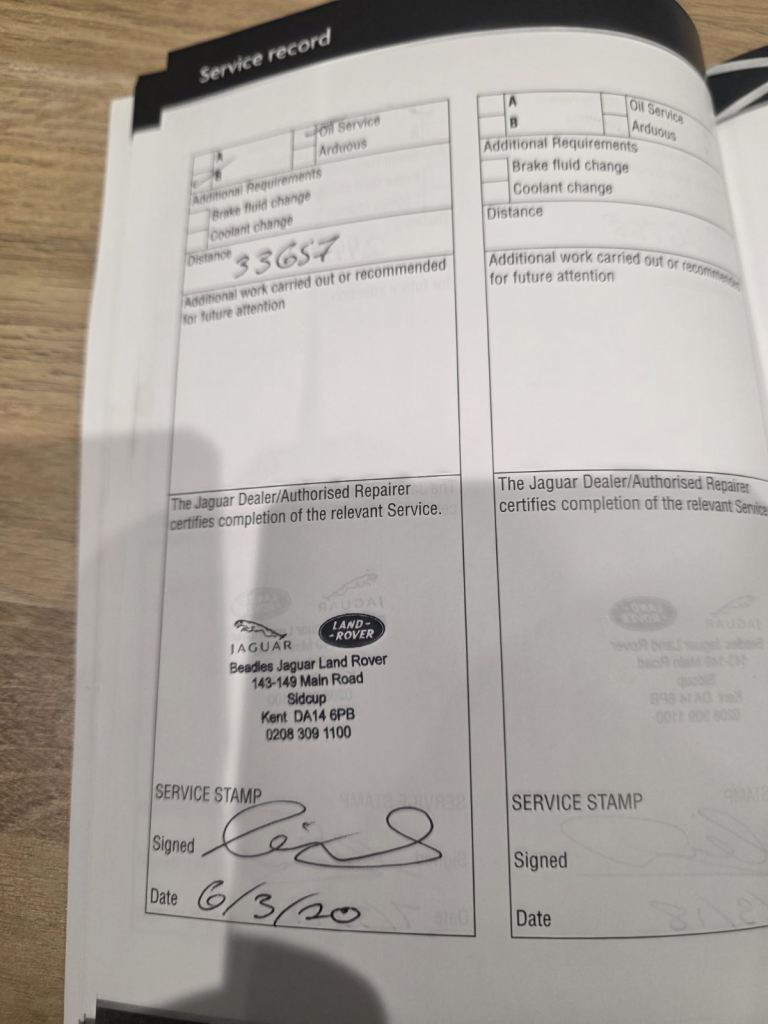 Service record
A
B
Oil Service
Arduous
Additional Requirements
Brake fluid change
Coolant change
Distance 33657
Additional work carried out or recommended
for future attention
The Jaguar Dealer/Authorised Repairer
certifies completion of the relevant Service.
JAGUAR
LAND-
-ROVER
Beadles Jaguar Land Rover
143-149 Main Road
Sidcup
Kent DA14 6PB
0208 309 1100
SERVICE STAMP
Signed
Date 6/3/20
A
B
Oil Service
Arduous
Additional Requirements
Brake fluid change
Coolant change
Distance
Additional work carried out or recommended
for future attention
The Jaguar Dealer/Authorised Repairer
certifies completion of the relevant Service
SERVICE STAMP
Signed
Date